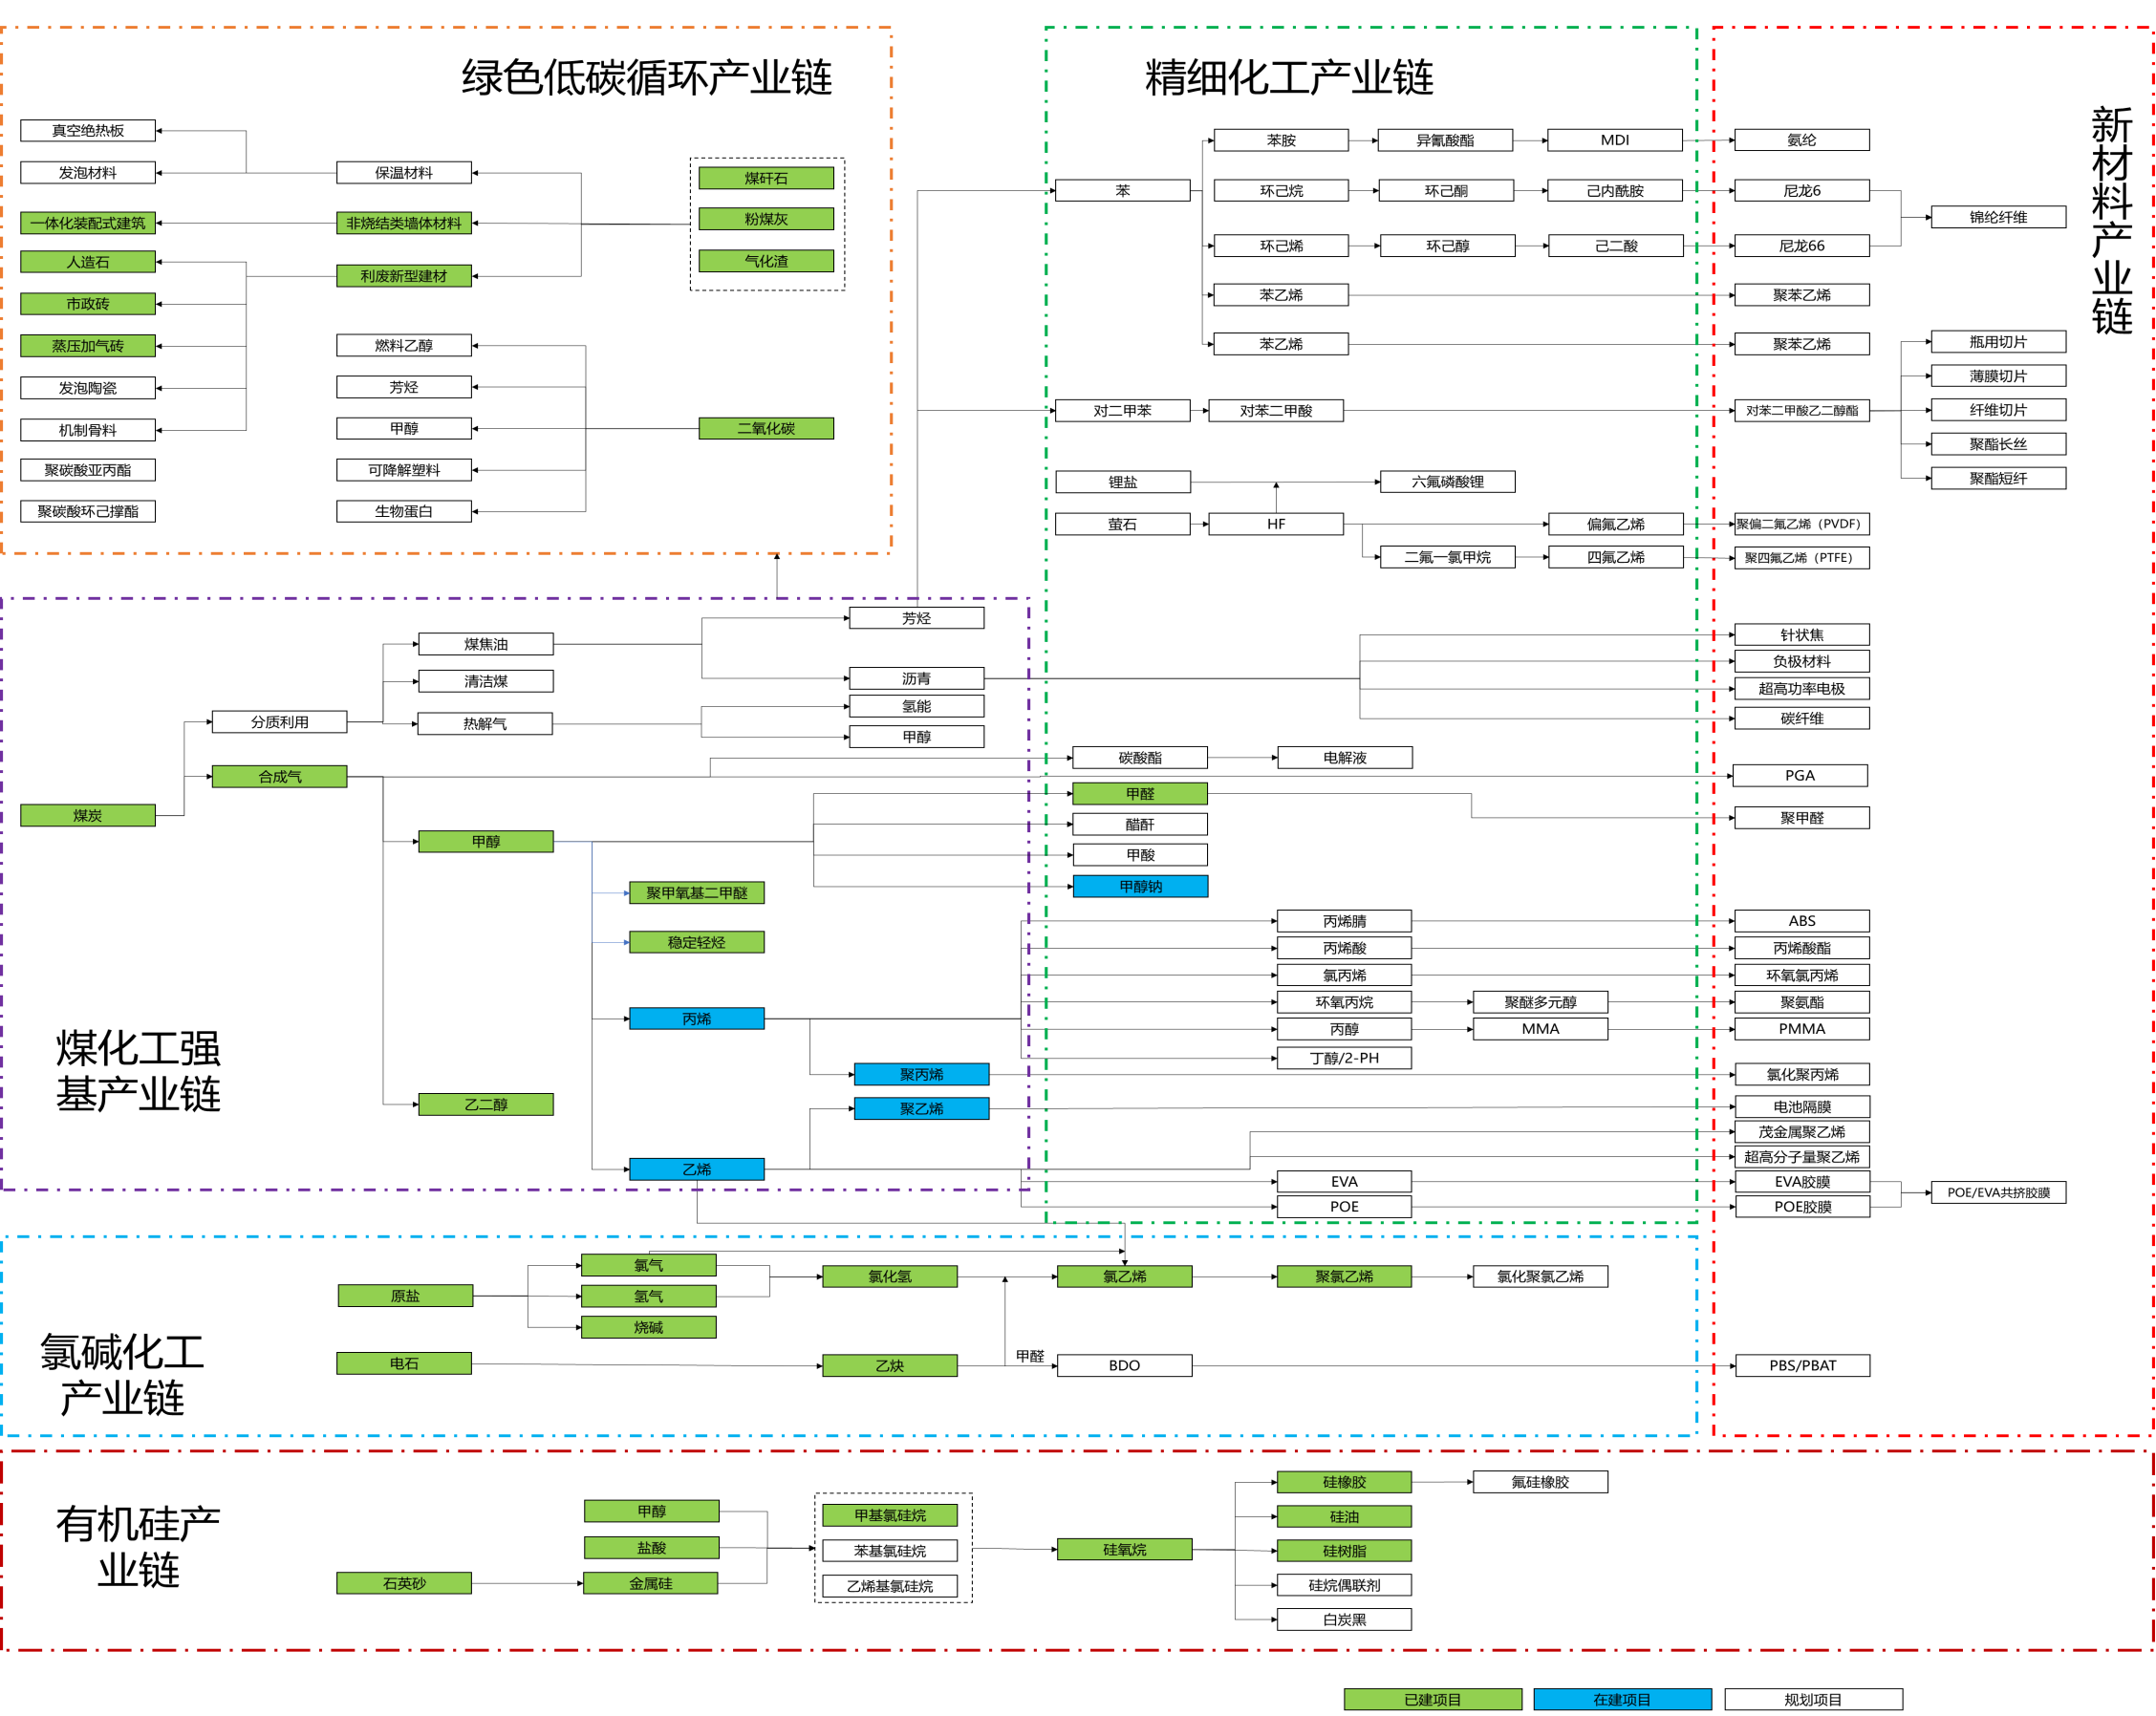 绿色低碳循环产业链
真空绝热板
发泡材料
保温材料
煤矸石
一体化装配式建筑
非烧结类墙体材料
粉煤灰
人造石
利废新型建材
气化渣
市政砖
蒸压加气砖
燃料乙醇
发泡陶瓷
芳烃
机制骨料
甲醇
二氧化碳
聚碳酸亚丙酯
可降解塑料
聚碳酸环己撑酯
生物蛋白
精细化工产业链
苯胺
异氰酸酯
MDI
苯
环己烷
环己酮
己内酰胺
环己烯
环己醇
己二酸
苯乙烯
苯乙烯
对二甲苯
对苯二甲酸
锂盐
六氟磷酸锂
萤石
HF
偏氟乙烯
二氟一氯甲烷
四氟乙烯
碳酸酯
电解液
甲醛
醋酐
甲酸
甲醇钠
丙烯腈
丙烯酸
氯丙烯
环氧丙烷
聚醚多元醇
丙醇
MMA
丁醇/2-PH
EVA
POE
新材料产业链
氨纶
尼龙6
锦纶纤维
尼龙66
聚苯乙烯
聚苯乙烯
瓶用切片
薄膜切片
对苯二甲酸乙二醇酯
纤维切片
聚酯长丝
聚酯短纤
聚偏二氟乙烯（PVDF）
聚四氟乙烯（PTFE）
针状焦
负极材料
超高功率电极
碳纤维
PGA
聚甲醛
ABS
丙烯酸酯
环氧氯丙烯
聚氨酯
PMMA
氯化聚丙烯
电池隔膜
茂金属聚乙烯
超高分子量聚乙烯
EVA胶膜
POE/EVA共挤胶膜
POE胶膜
PBS/PBAT
煤化工强
基产业链
芳烃
煤焦油
沥青
清洁煤
氢能
分质利用
热解气
甲醇
合成气
煤炭
甲醇
聚甲氧基二甲醚
稳定轻烃
丙烯
聚丙烯
乙二醇
聚乙烯
乙烯
氯碱化工
产业链
氯气
原盐
氢气
氯化氢
氯乙烯
聚氯乙烯
氯化聚氯乙烯
烧碱
电石
乙炔
甲醛
BDO
有机硅产
业链
甲醇
盐酸
石英砂
金属硅
甲基氯硅烷
苯基氯硅烷
乙烯基氯硅烷
硅氧烷
硅橡胶
氟硅橡胶
硅油
硅树脂
硅烷偶联剂
白炭黑
已建项目
在建项目
规划项目